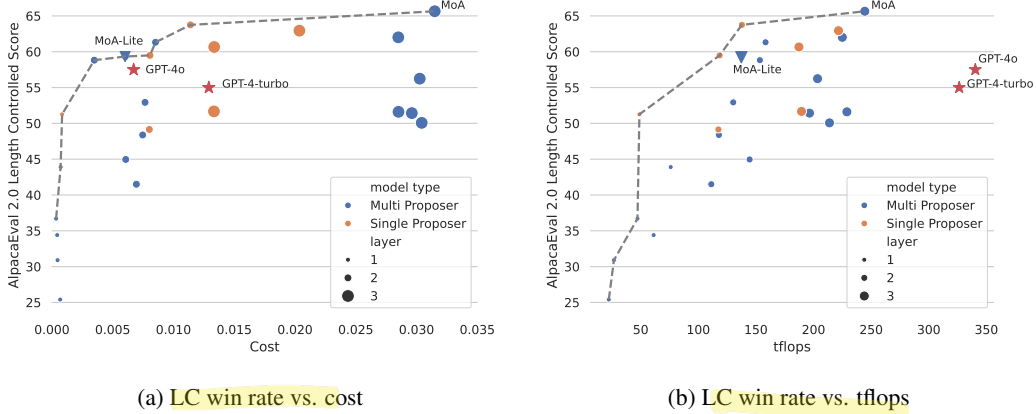 AlpacaEval 2.0 Length Controlled Score
65
60
55
50
45
40
35
30
25
MoA
MoA-Lite
GPT-4o
GPT-4-turbo
model type
Multi Proposer
Single Proposer
layer
1
2
3
0.000 0.005 0.010 0.015 0.020 0.025 0.030 0.035
Cost
(a) LC win rate vs. cost
AlpacaEval 2.0 Length Controlled Score
65
60
55
50
45
40
35
30
25
MoA
MoA-Lite
GPT-4o
GPT-4-turbo
model type
Multi Proposer
Single Proposer
layer
1
2
3
50 100 150 200 250 300 350
tflops
(b) LC win rate vs. tflops